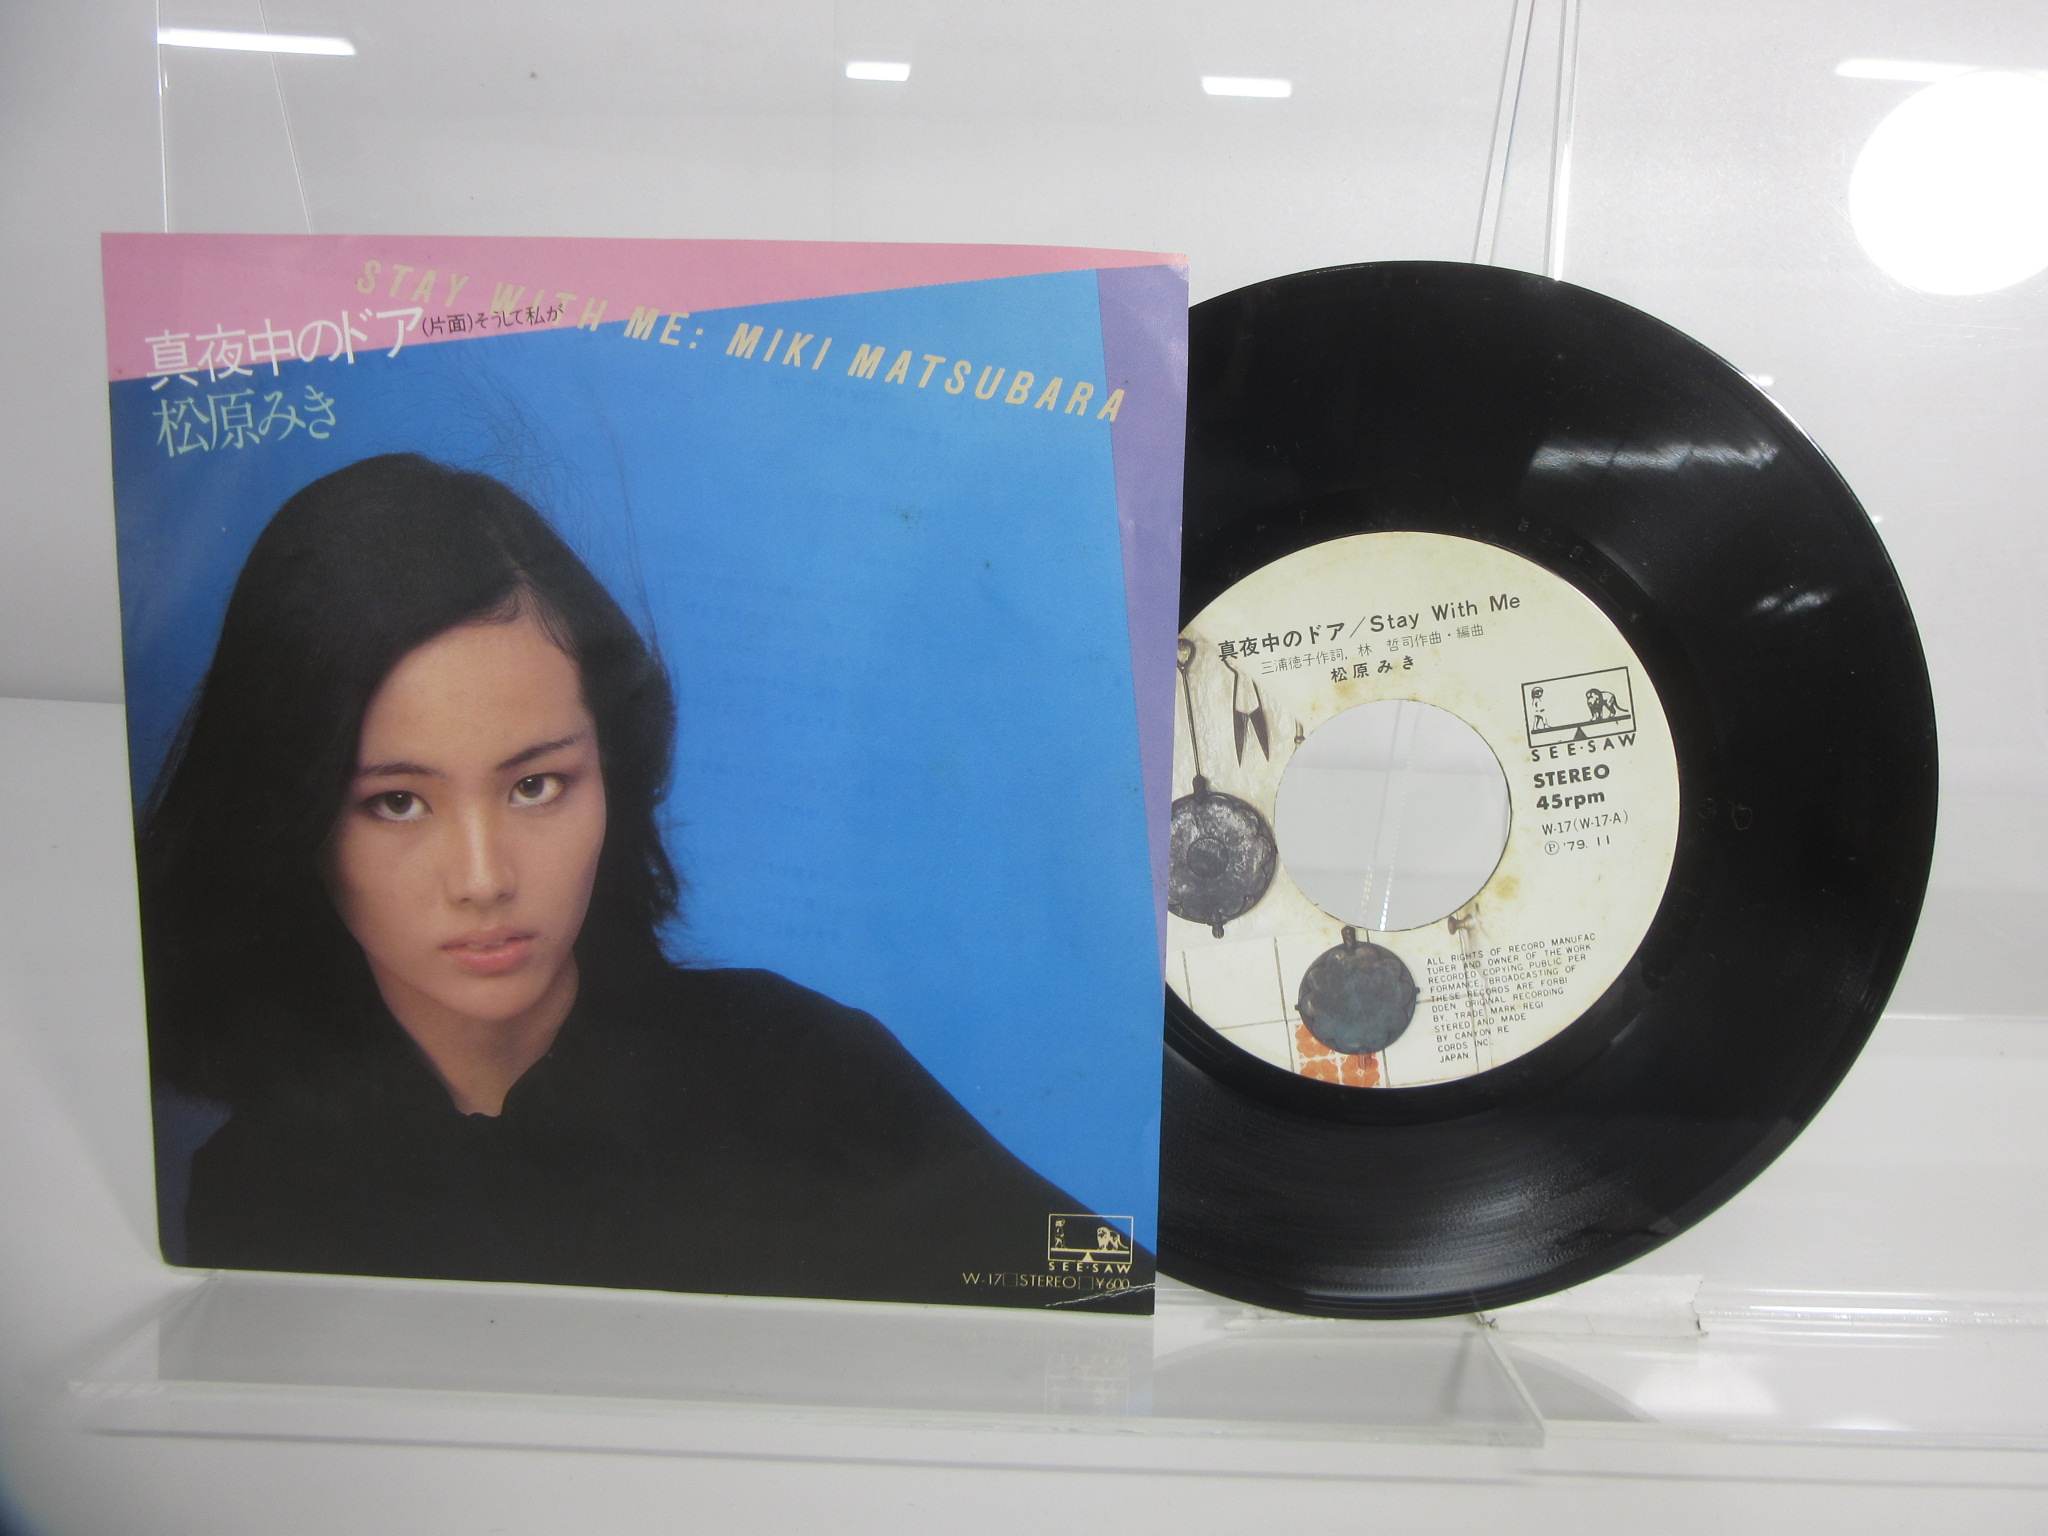 STAY WITH ME: MIKI MATSUBARA
真夜中のドア(片面)そうして私が
松原みき
SEE·SAW
W-17□STEREO□¥600
真夜中のドア/Stay With Me
三浦徳子作詞, 林 哲司作曲・編曲
松原みき
SEE·SAW
STEREO
45rpm
W-17(W-17-A)
Ⓟ '79. 11
ALL RIGHTS OF RECORD MANUFAC
TURER AND OWNER OF THE WORK
RECORDED COPYING PUBLIC PER
FORMANCE, BROADCASTING OF
THESE RECORDS ARE FORBI
DDEN ORIGINAL RECORDING
BY. TRADE MARK REGI
STERED AND MADE
BY CANYON RE
CORDS INC.,
JAPAN